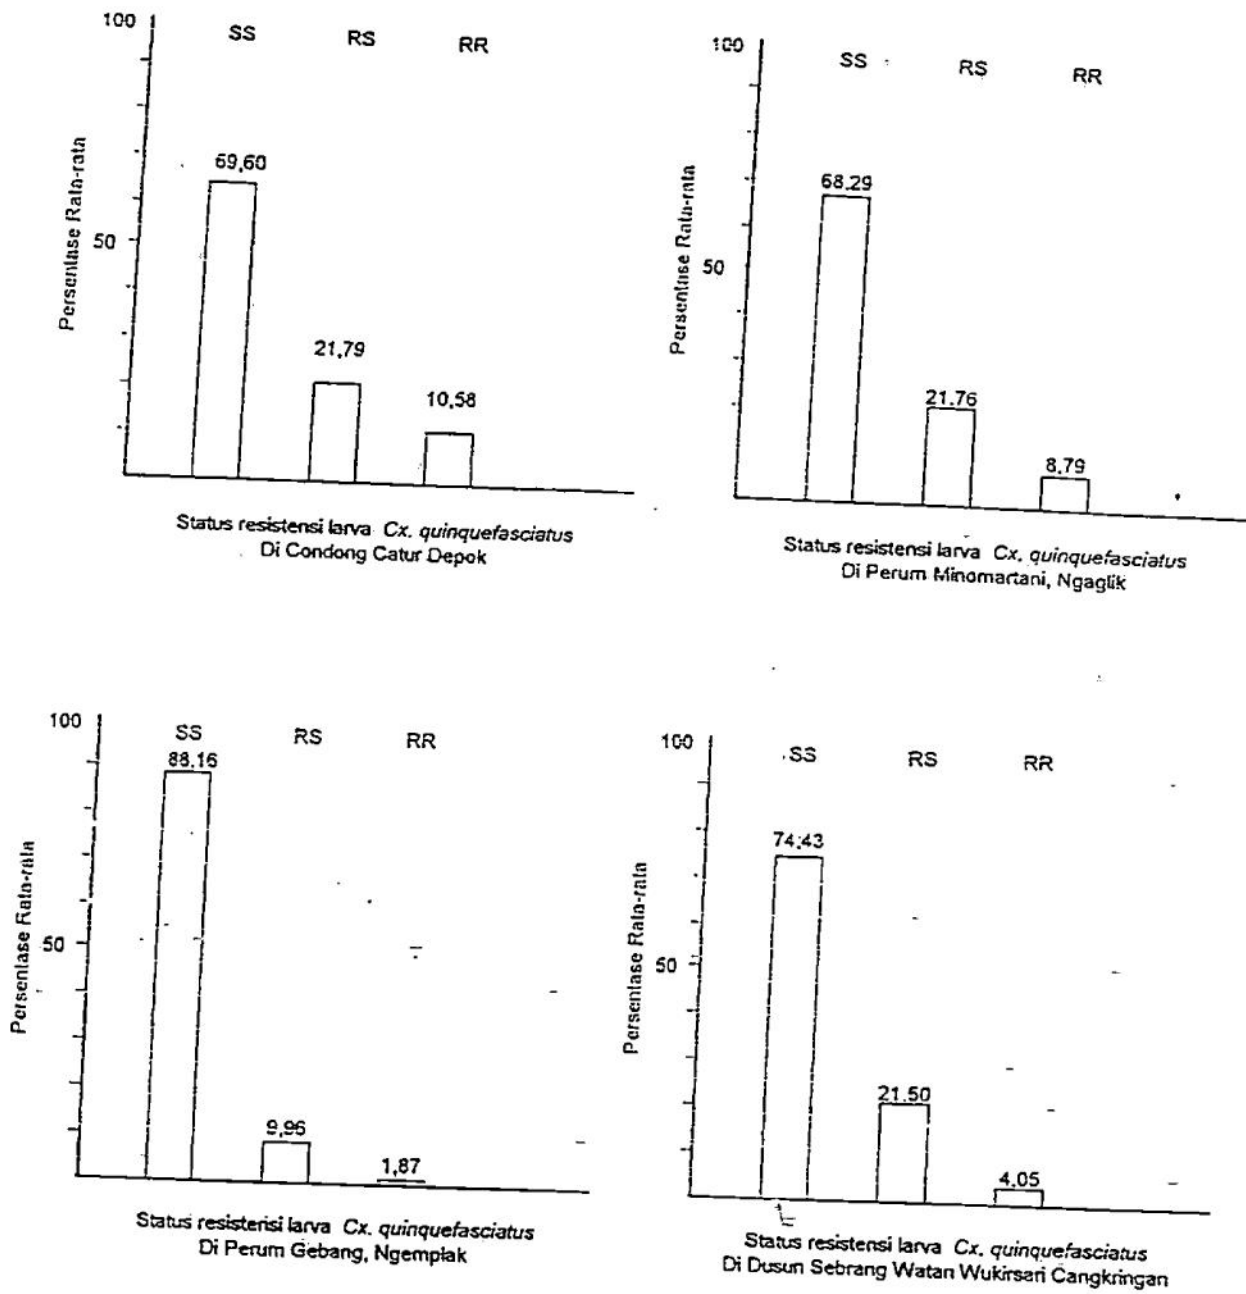 100
SS RS RR
69,60
50
21,79
10,58
Persentase Rata-rata
Status resistensi larva Cx. quinquefasciatus
Di Condong Catur Depok
100
SS RS RR
68.29
50
21.76
8.79
Persentase Rata-rata
Status resistensi larva Cx. quinquefasciatus
Di Perum Minomartani, Ngaglik
100
SS RS RR
88.16
50
9,96
1,87
Persentase Rata-rata
Status resistensi larva Cx. quinquefasciatus
Di Perum Gebang, Ngemplak
100
SS RS RR
74.43
50
21.50
4.05
Persentase Rata-rata
Status resistensi larva Cx. quinquefasciatus
Di Dusun Sebrang Watan Wukirsari Cangkringan